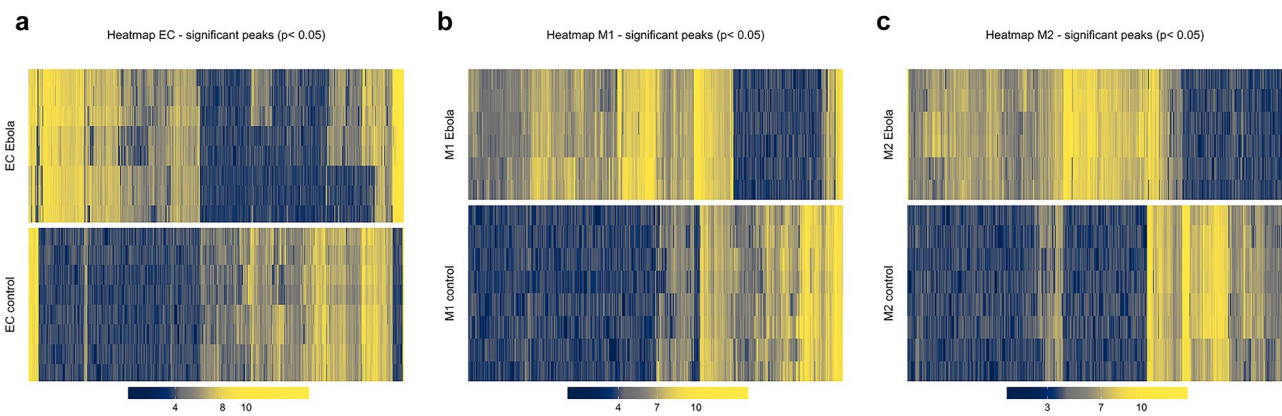 a
Heatmap EC - significant peaks (p< 0.05)
EC Ebola
EC control
4 8 10
b
Heatmap M1 - significant peaks (p< 0.05)
M1 Ebola
M1 control
4 7 10
c
Heatmap M2 - significant peaks (p< 0.05)
M2 Ebola
M2 control
3 7 10